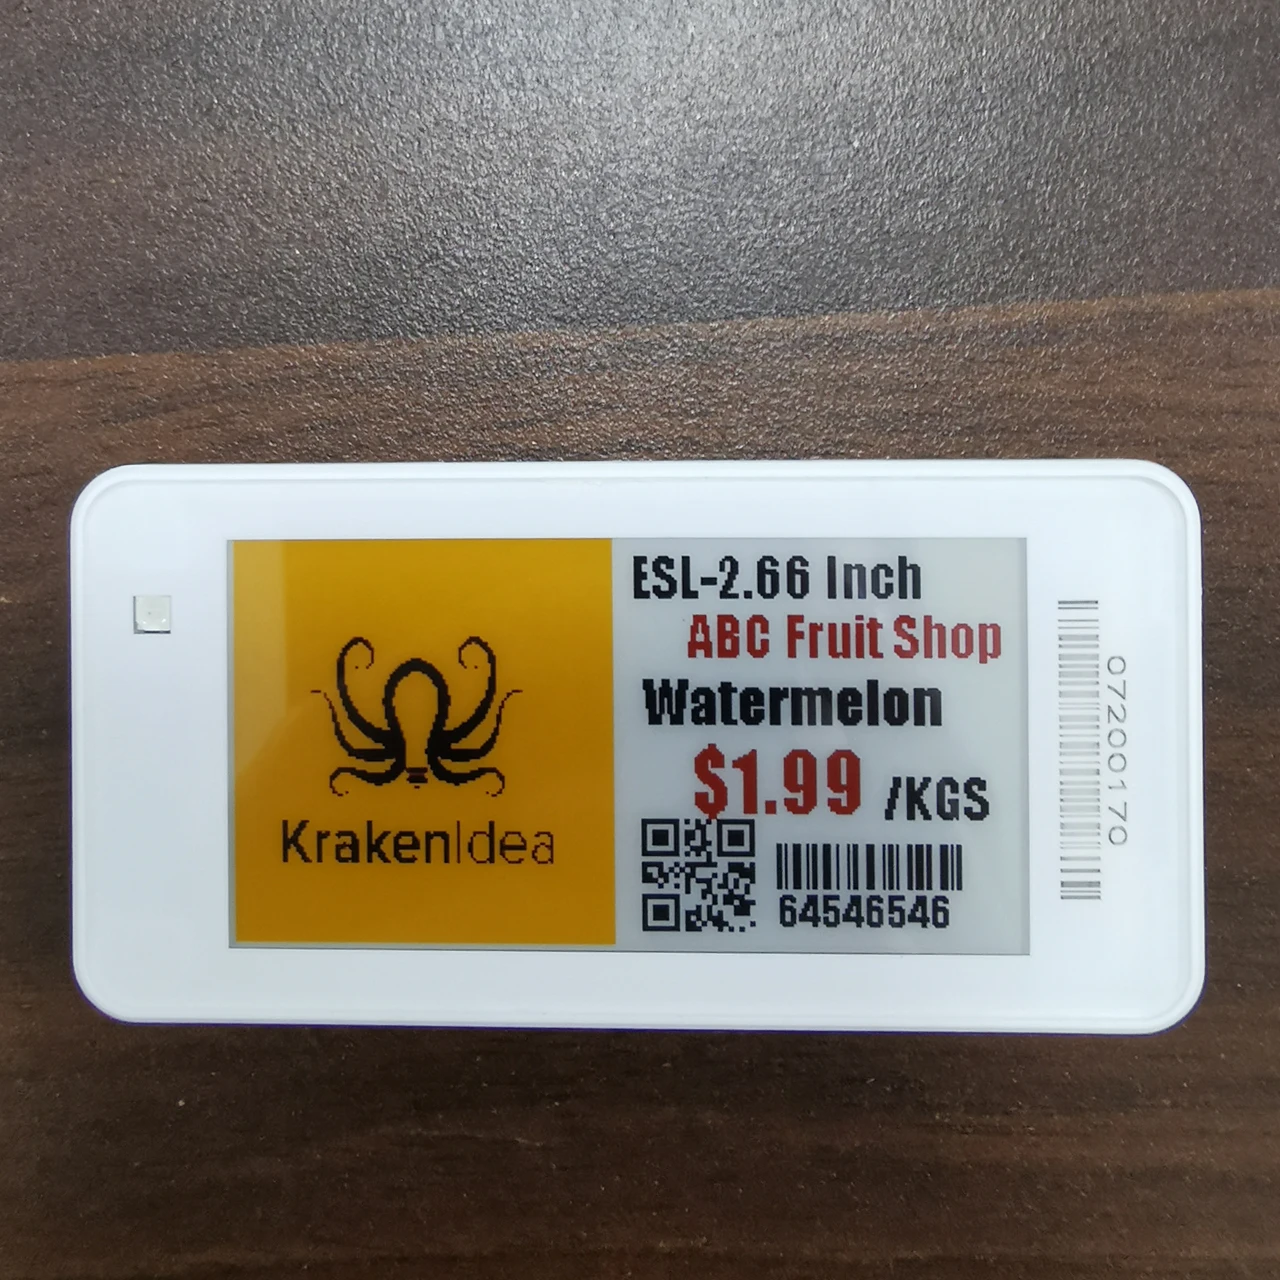 KrakenIdea
ESL-2.66 Inch
ABC Fruit Shop
Watermelon
$1.99 /KGS
64546546
07200170